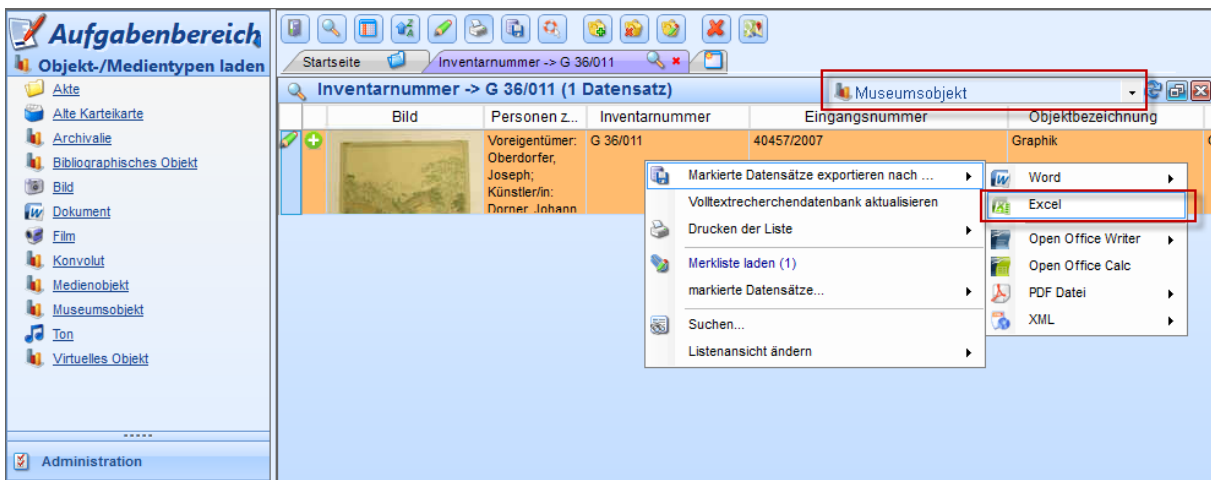 Aufgabenbereich
Objekt-/Medientypen laden
Akte
Alte Karteikarte
Archivalie
Bibliographisches Objekt
Bild
Dokument
Film
Konvolut
Medienobjekt
Museumsobjekt
Ton
Virtuelles Objekt
Administration
Startseite
Inventarnummer -> G 36/011
Inventarnummer -> G 36/011 (1 Datensatz)
Museumsobjekt
Bild Personen z... Inventarnummer Eingangsnummer Objektbezeichnung
Voreigentümer: G 36/011 40457/2007 Graphik
Oberdorfer,
Joseph;
Künstler/in:
Dorner, Johann
Markierte Datensätze exportieren nach ...
Volltextrecherchendatenbank aktualisieren
Drucken der Liste
Merkliste laden (1)
markierte Datensätze...
Suchen...
Listenansicht ändern
Word
Excel
Open Office Writer
Open Office Calc
PDF Datei
XML